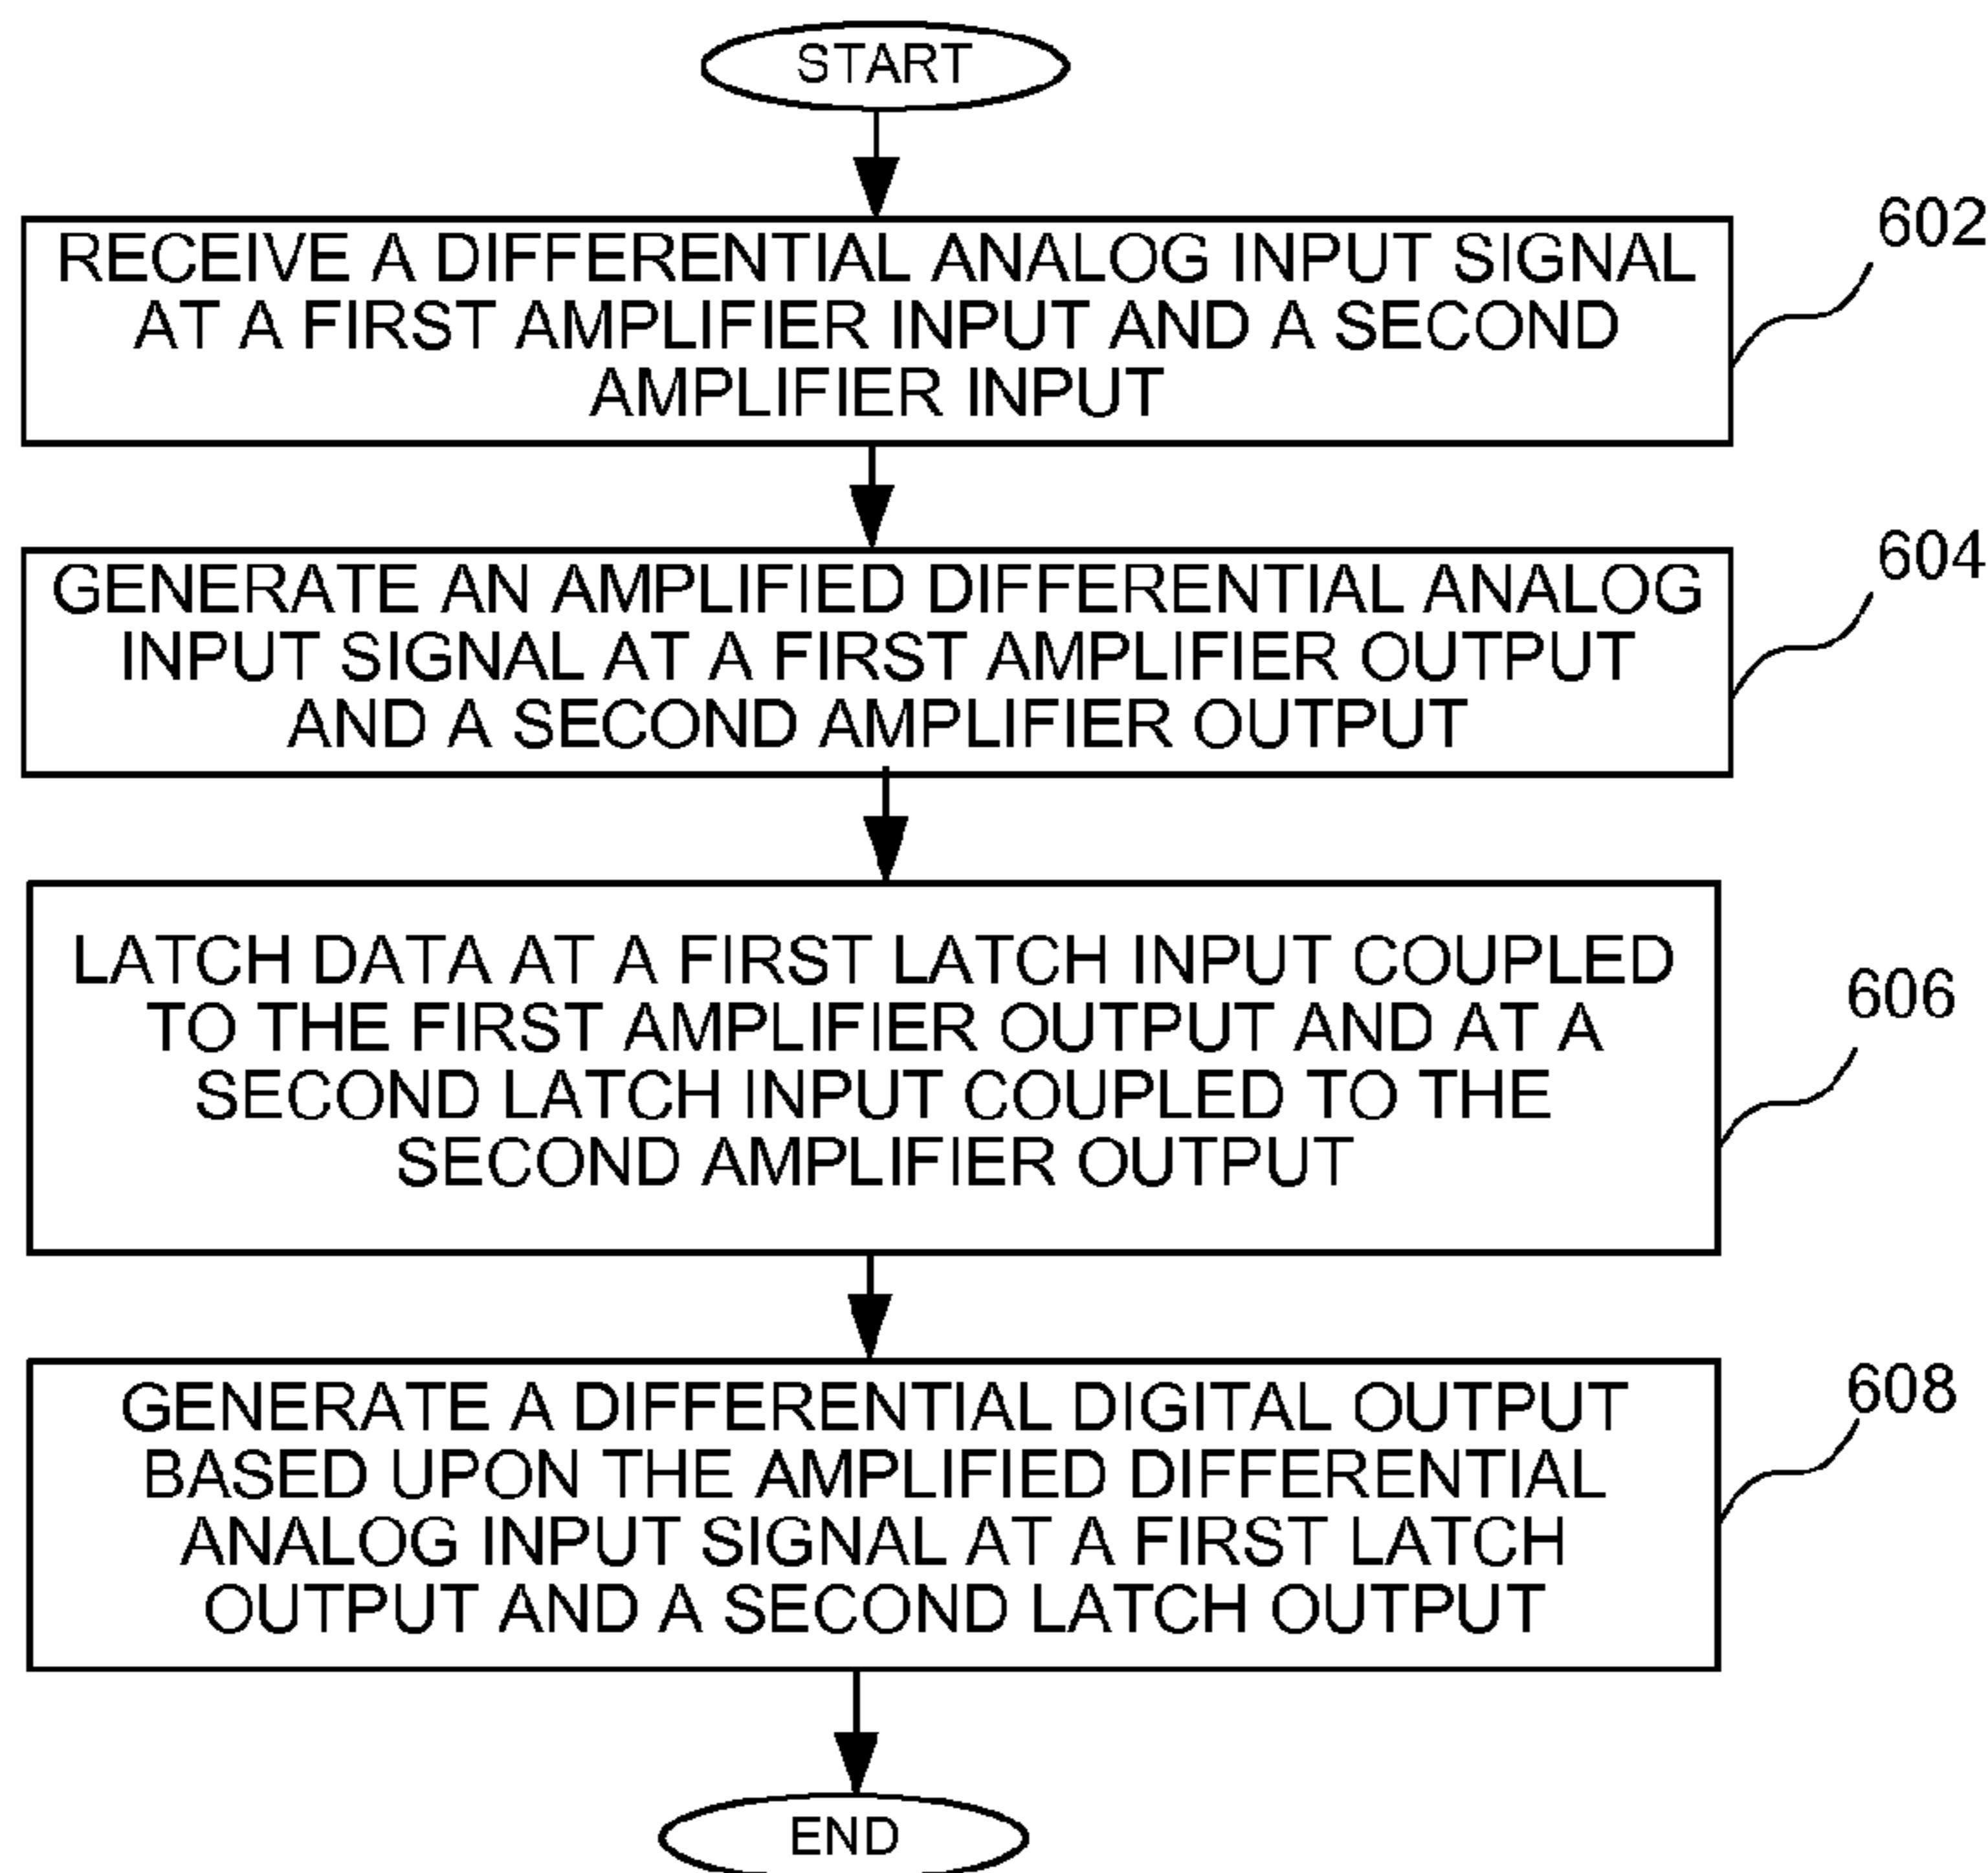 START
602
RECEIVE A DIFFERENTIAL ANALOG INPUT SIGNAL
AT A FIRST AMPLIFIER INPUT AND A SECOND
AMPLIFIER INPUT
604
GENERATE AN AMPLIFIED DIFFERENTIAL ANALOG
INPUT SIGNAL AT A FIRST AMPLIFIER OUTPUT
AND A SECOND AMPLIFIER OUTPUT
LATCH DATA AT A FIRST LATCH INPUT COUPLED
606
TO THE FIRST AMPLIFIER OUTPUT AND AT A
SECOND LATCH INPUT COUPLED TO THE
SECOND AMPLIFIER OUTPUT
608
GENERATE A DIFFERENTIAL DIGITAL OUTPUT
BASED UPON THE AMPLIFIED DIFFERENTIAL
ANALOG INPUT SIGNAL AT A FIRST LATCH
OUTPUT AND A SECOND LATCH OUTPUT
END